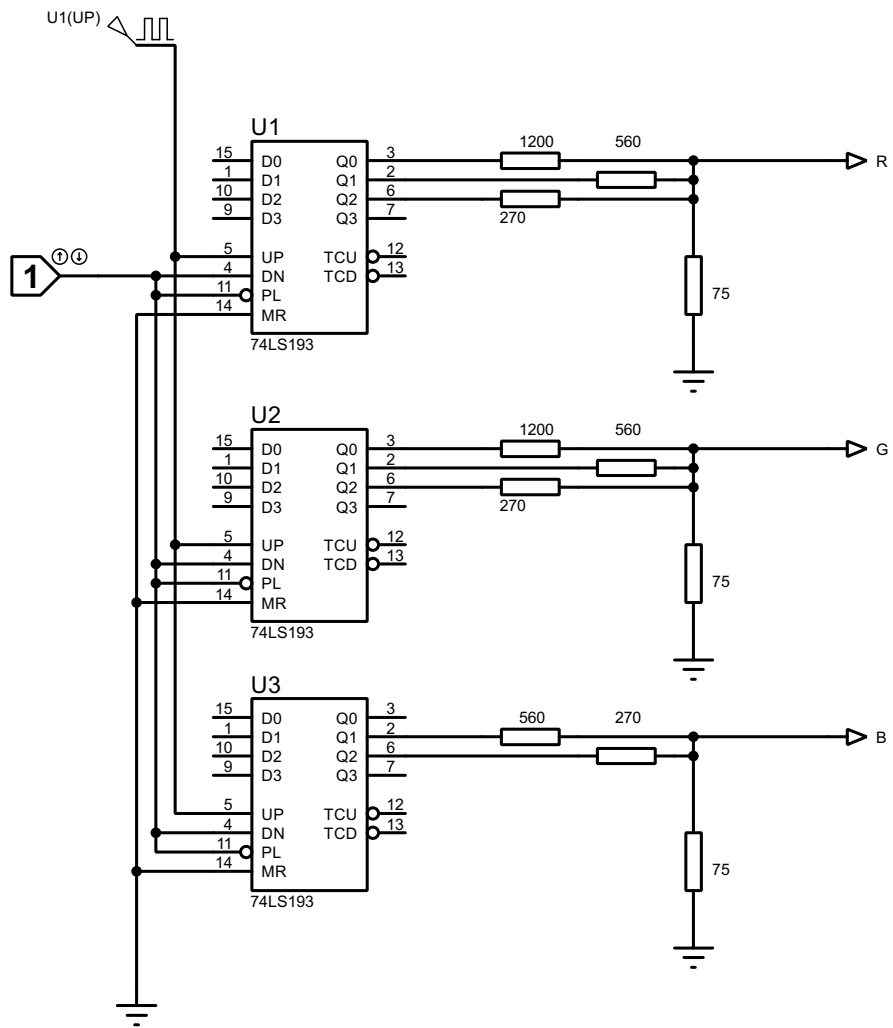 U1(UP)
U1
15 D0 Q0 3 1200 560
1 D1 Q1 2 R
10 D2 Q2 6
9 D3 Q3 7 270
5 UP TCU 12
1 4 DN TCD 13
11 PL 75
14 MR
74LS193
U2
15 D0 Q0 3 1200 560
1 D1 Q1 2 G
10 D2 Q2 6
9 D3 Q3 7 270
5 UP TCU 12
4 DN TCD 13
11 PL 75
14 MR
74LS193
U3
15 D0 Q0 3 560 270
1 D1 Q1 2 B
10 D2 Q2 6
9 D3 Q3 7
5 UP TCU 12
4 DN TCD 13
11 PL 75
14 MR
74LS193